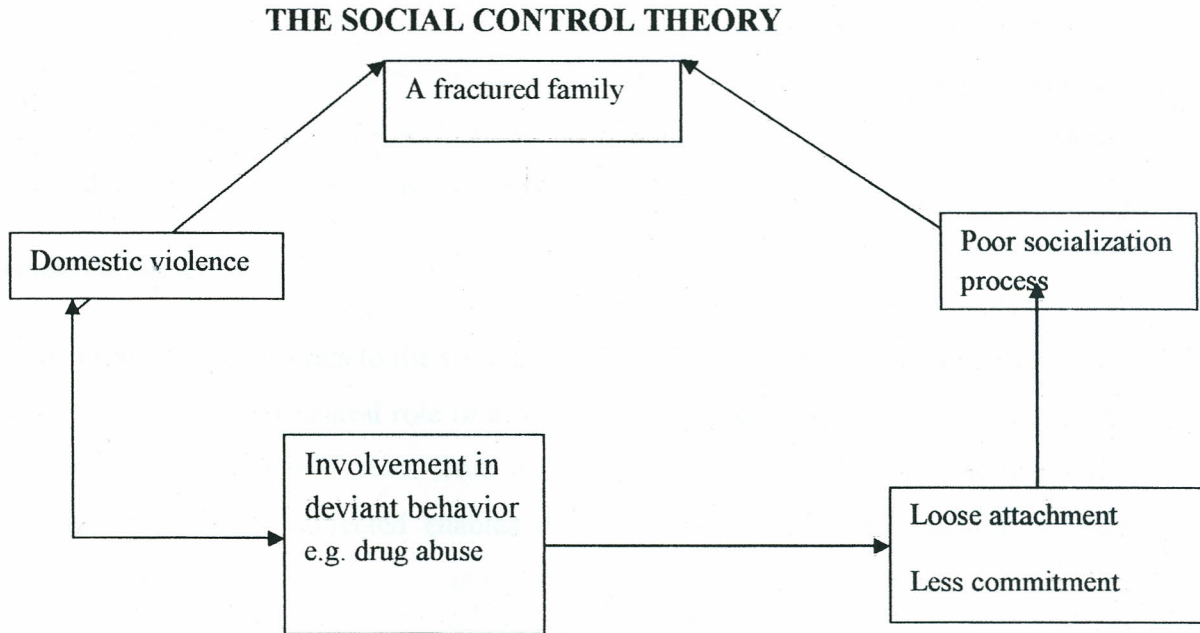 THE SOCIAL CONTROL THEORY
A fractured family
Domestic violence
Poor socialization
process
Involvement in
deviant behavior
e.g. drug abuse
Loose attachment
Less commitment